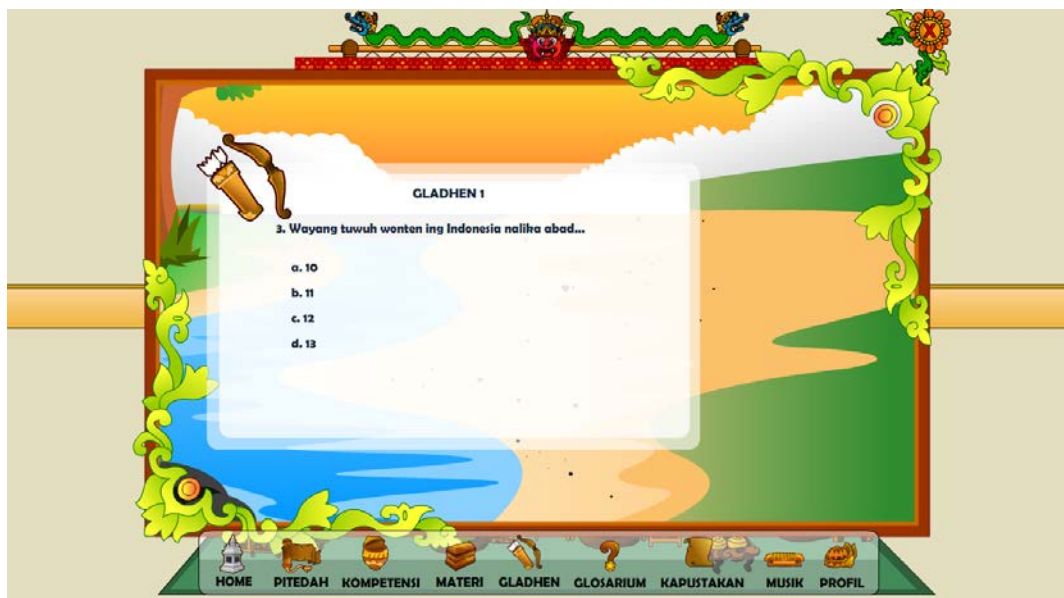 X
GLADHEN 1
3. Wayang tuwuh wonten ing Indonesia nalika abad...
a. 10
b. 11
c. 12
d. 13
HOME PITEDAH KOMPETENSI MATERI GLADHEN GLOSARIUM KAPUSTAKAN MUSIK PROFIL